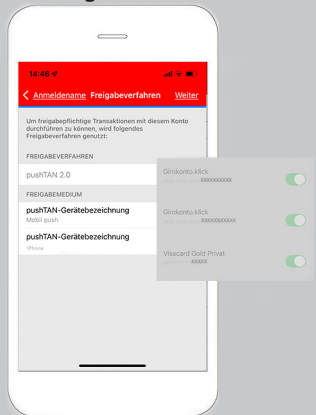 14:46
Anmeldename Freigabeverfahren Weiter
Um freigabepflichtige Transaktionen mit diesem Konto
durchführen zu können, wird folgendes
Freigabeverfahren genutzt:
FREIGABEVERFAHREN
pushTAN 2.0
FREIGABEMEDIUM
pushTAN-Gerätebezeichnung
Mobil push
pushTAN-Gerätebezeichnung
iPhone
Girokonto.klick
XXXXXXXXXX
Girokonto.klick
Visacard Gold Privat
XXXXX